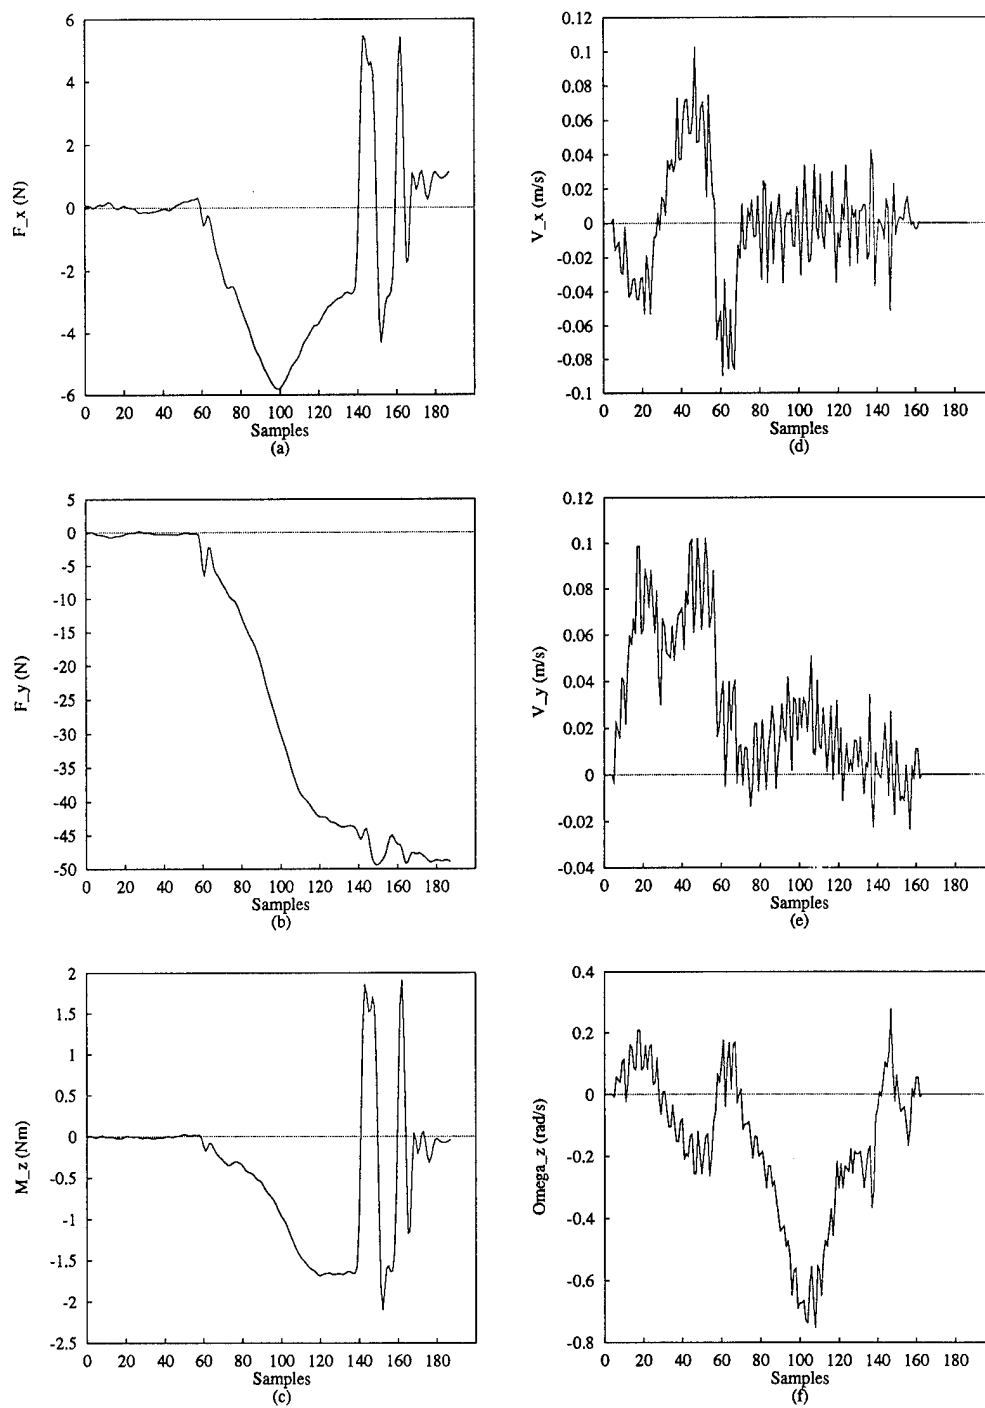 6
4
2
0
-2
-4
-6
F_x (N)
0 20 40 60 80 100 120 140 160 180
Samples
(a)
0.12
0.1
0.08
0.06
0.04
0.02
0
-0.02
-0.04
-0.06
-0.08
-0.1
V_x (m/s)
0 20 40 60 80 100 120 140 160
Samples
(d)
5
0
-5
-10
-15
-20
-25
-30
-35
-40
-45
-50
F_y (N)
0 20 40 60 80 100 120 140 160 180
Samples
(b)
0.12
0.1
0.08
0.06
0.04
0.02
0
-0.02
-0.04
V_y (m/s)
0 20 40 60 80 100 120 140 160
Samples
(e)
2
1.5
1
0.5
0
-0.5
-1
-1.5
-2
-2.5
M_z (Nm)
0 20 40 60 80 100 120 140 160 180
Samples
(c)
0.4
0.2
0
-0.2
-0.4
-0.6
-0.8
Omega_z (rad/s)
0 20 40 60 80 100 120 140 160
Samples
(f)